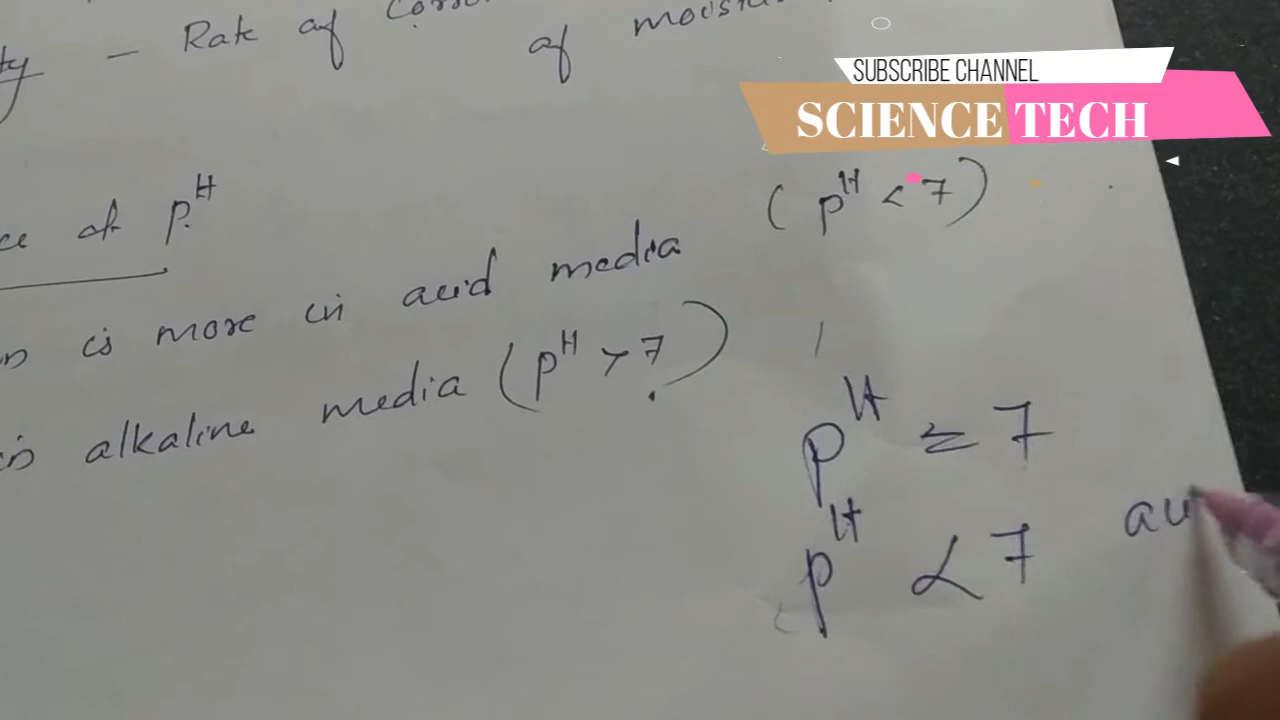 Rate of
of
SUBSCRIBE CHANNEL
SCIENCE TECH
of pH
is more in acid media (pH < 7)
in alkaline media (pH > 7)
pH = 7
pH < 7